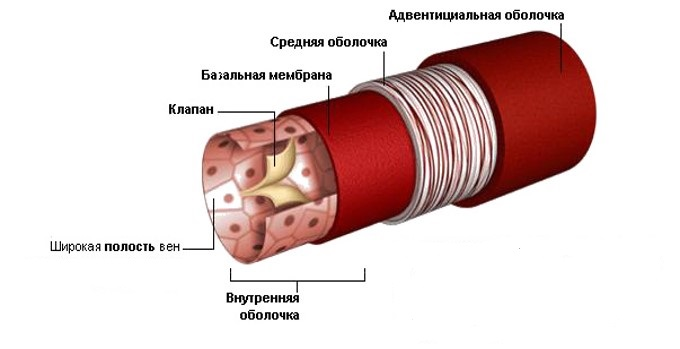 Адвентициальная оболочка
Средняя оболочка
Базальная мембрана
Клапан
Широкая полость вен
Внутренняя
оболочка